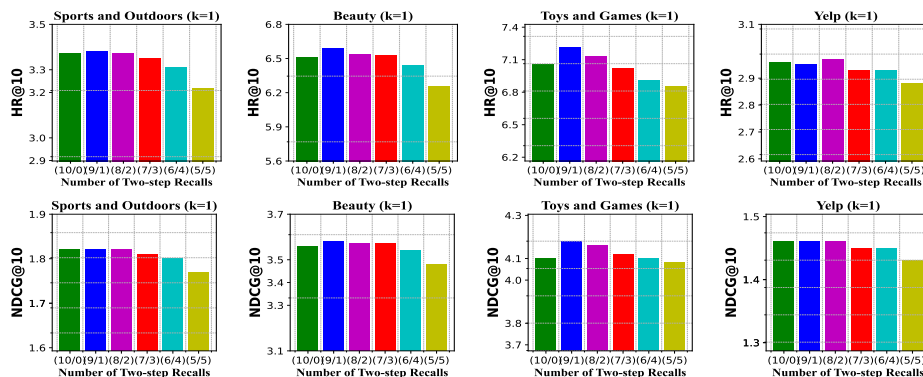 Sports and Outdoors (k=1)
Beauty (k=1)
Toys and Games (k=1)
Yelp (k=1)
HR@10
3.5
3.3
3.0
2.9
HR@10
6.8
6.5
6.2
5.9
5.6
HR@10
7.4
7.1
6.8
6.5
6.2
HR@10
3.1
2.9
2.8
2.7
2.6
(10/0)(9/1)(8/2)(7/3)(6/4)(5/5)
(10/0)(9/1)(8/2)(7/3)(6/4)(5/5)
(10/0)(9/1)(8/2)(7/3)(6/4)(5/5)
(10/0)(9/1)(8/2)(7/3)(6/4)(5/5)
Number of Two-step Recalls
Number of Two-step Recalls
Number of Two-step Recalls
Number of Two-step Recalls
Sports and Outdoors (k=1)
Beauty (k=1)
Toys and Games (k=1)
Yelp (k=1)
NDCG@10
1.9
1.8
1.7
1.6
NDCG@10
3.7
3.5
3.3
3.1
NDCG@10
4.3
4.1
4.0
3.8
3.7
NDCG@10
1.5
1.4
1.3
(10/0)(9/1)(8/2)(7/3)(6/4)(5/5)
(10/0)(9/1)(8/2)(7/3)(6/4)(5/5)
(10/0)(9/1)(8/2)(7/3)(6/4)(5/5)
(10/0)(9/1)(8/2)(7/3)(6/4)(5/5)
Number of Two-step Recalls
Number of Two-step Recalls
Number of Two-step Recalls
Number of Two-step Recalls